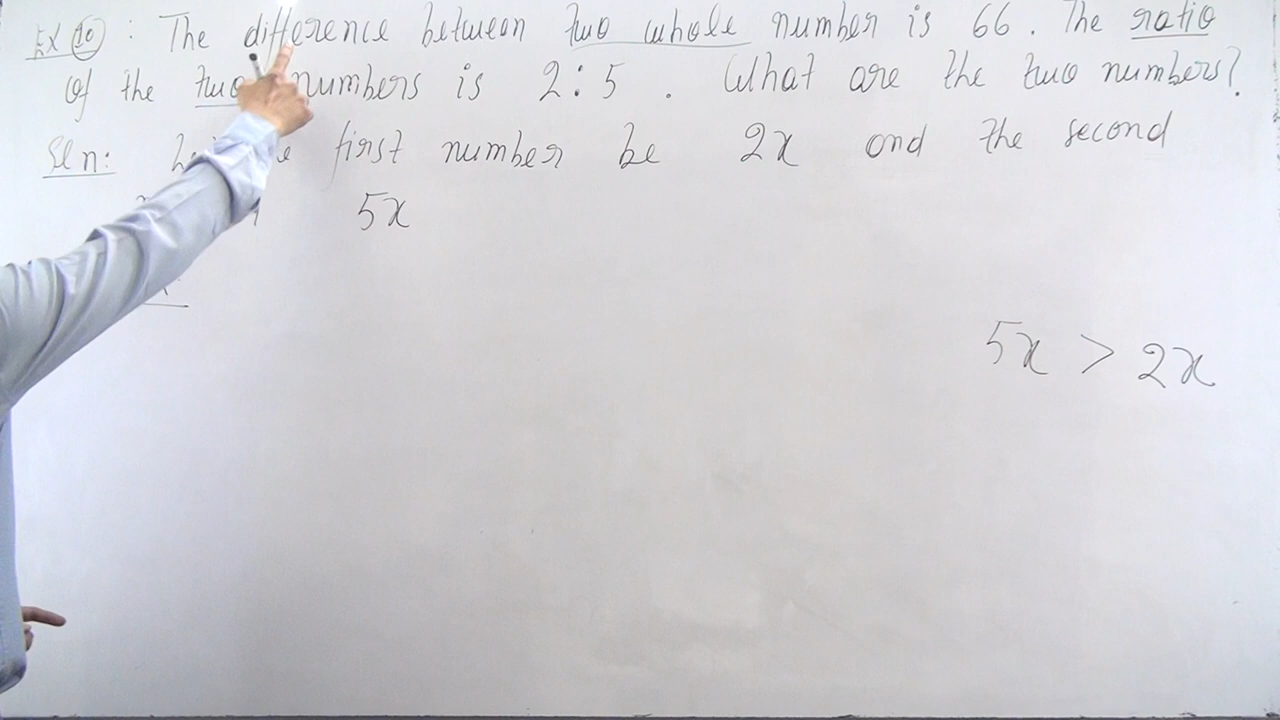 Ex 10 : The difference between two whole number is 66 . The ratio
of the two numbers is 2 : 5 . What are the two numbers?
Sln: first number be 2x and the second
5x
5x > 2x